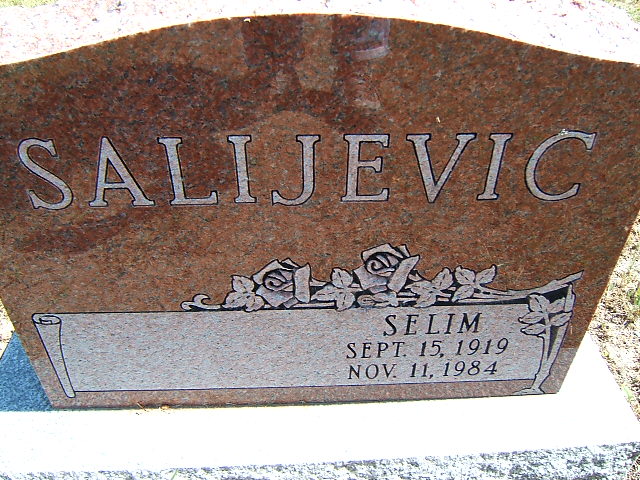 SALIJEVIC
SELIM
SEPT. 15, 1919
NOV. 11, 1984